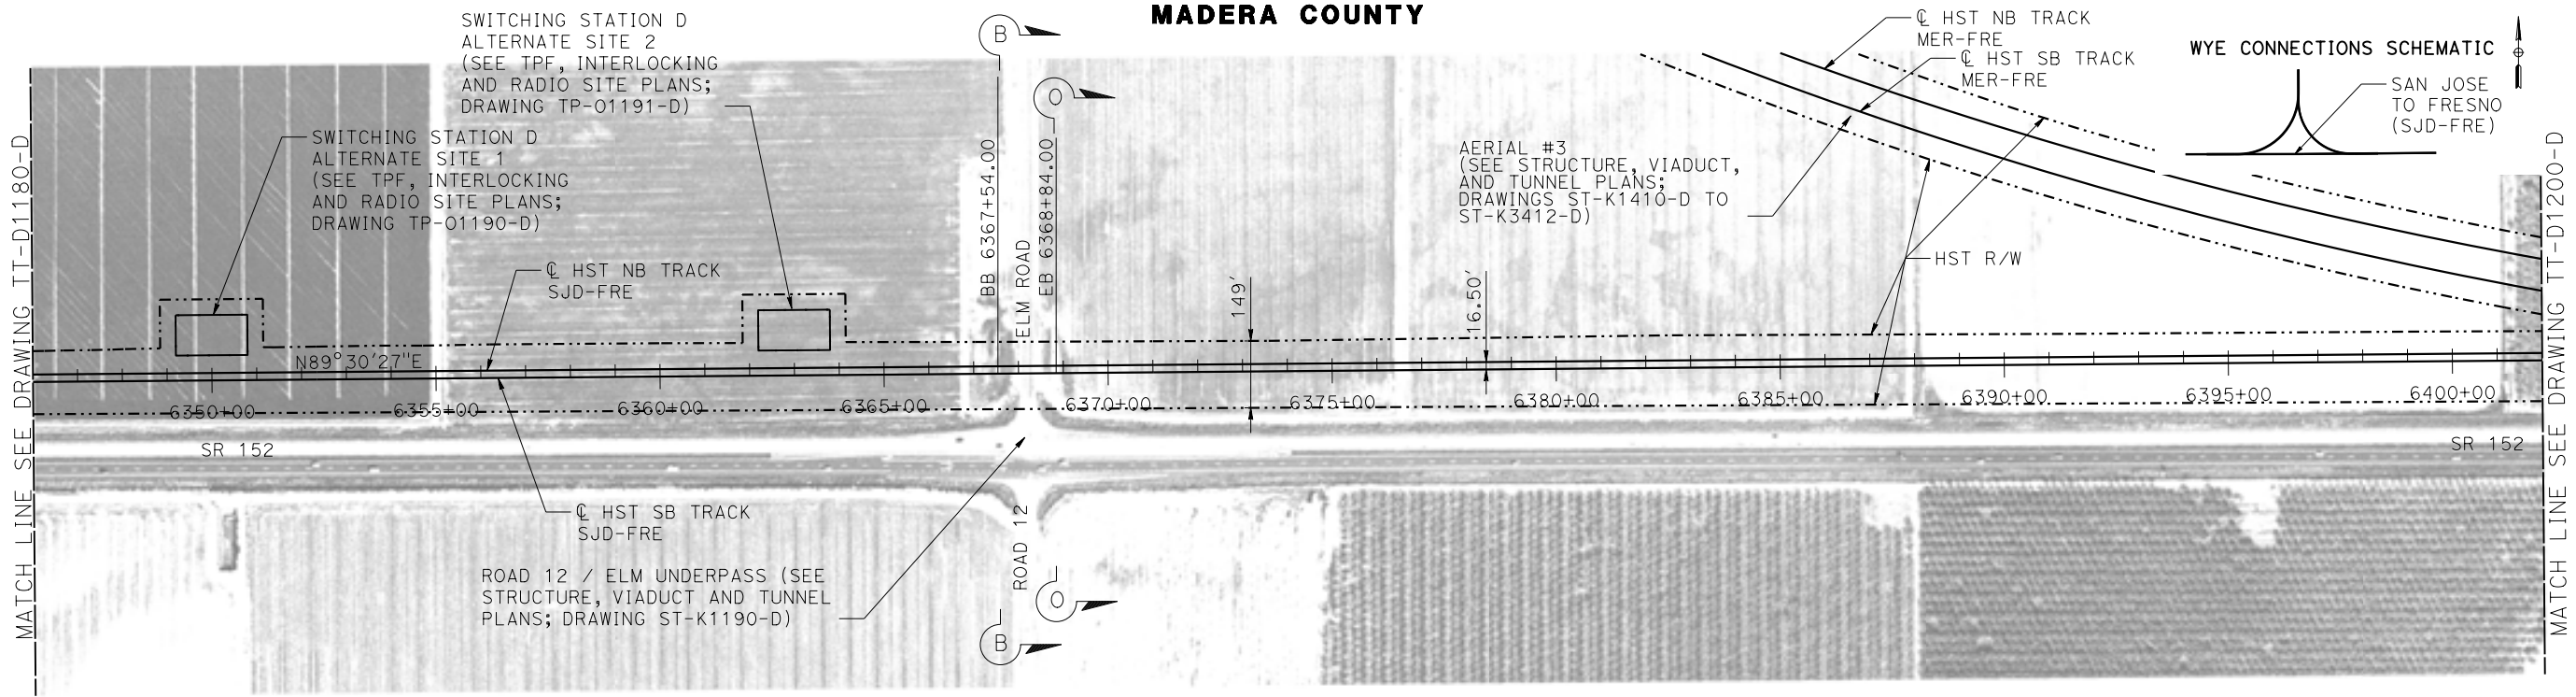 MADERA COUNTY
SWITCHING STATION D
ALTERNATE SITE 2
(SEE TPF, INTERLOCKING
AND RADIO SITE PLANS;
DRAWING TP-O1191-D)
SWITCHING STATION D
ALTERNATE SITE 1
(SEE TPF, INTERLOCKING
AND RADIO SITE PLANS;
DRAWING TP-O1190-D)
B
O
℄ HST NB TRACK
MER-FRE
℄ HST SB TRACK
MER-FRE
WYE CONNECTIONS SCHEMATIC
SAN JOSE
TO FRESNO
(SJD-FRE)
AERIAL #3
(SEE STRUCTURE, VIADUCT,
AND TUNNEL PLANS;
DRAWINGS ST-K1410-D TO
ST-K3412-D)
HST R/W
MATCH LINE SEE DRAWING TT-D1180-D
BB 6367+54.00
ELM ROAD
EB 6368+84.00
149'
16.50'
℄ HST NB TRACK
SJD-FRE
N89°30'27"E
6350+00
6355+00
6360+00
6365+00
6370+00
6375+00
6380+00
6385+00
6390+00
6395+00
6400+00
SR 152
SR 152
℄ HST SB TRACK
SJD-FRE
ROAD 12 / ELM UNDERPASS (SEE
STRUCTURE, VIADUCT AND TUNNEL
PLANS; DRAWING ST-K1190-D)
ROAD 12
O
B
MATCH LINE SEE DRAWING TT-D1200-D